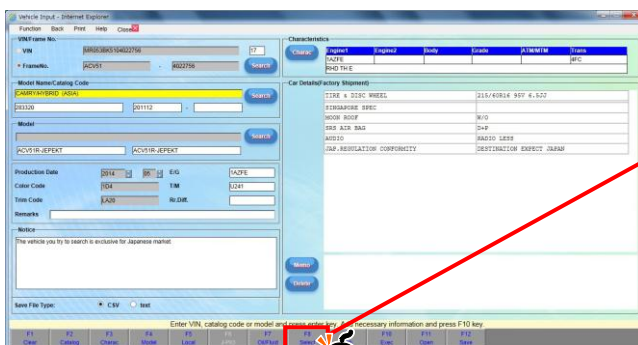 Vehicle Input - Internet Explorer
Function Back Print Help Close
VIN/Frame No.
VIN
17
FrameNo. ACV51 - 4022756 Search
Model Name/Catalog Code
CAMRY/HYBRID (ASIA) Search
283320 201112 -
Model
Search
ACV51R-JEPEKT ACV51R-JEPEKT
Production Date 2014 05 E/G 1AZFE
Color Code 1D4 T/M U241
Trim Code LA20 Rr.Diff.
Remarks
Notice
The vehicle you try to search is exclusive for Japanese market.
Save File Type: CSV text
Characteristics
Charac Engine1 Engine2 Body Grade ATM/MTM Trans
1AZFE 4FC
RHD TH E
Car Details(Factory Shipment)
TIRE & DISC WHEEL 215/60R16 95V 6.5JJ
SINGAPORE SPEC
MOON ROOF W/O
SRS AIR BAG D+P
AUDIO RADIO LESS
JAP.REGULATION CONFORMITY DESTINATION EXPECT JAPAN
Memo
Delete
Enter VIN, catalog code or model and press enter key. necessary information and press F10 key.
F1 F2 F3 F4 F5 F6 F7 F8 F10 F11 F12
Clear Catalog Charac Model Local Oil/Fluid Select Exec Open Save